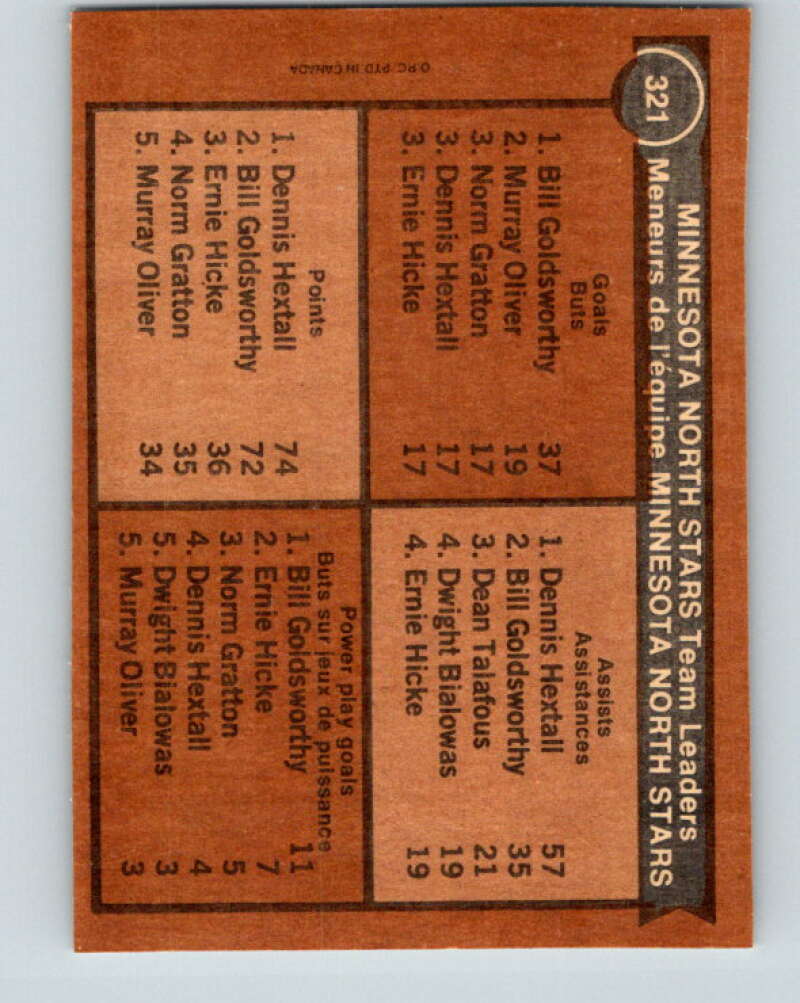 321
MINNESOTA NORTH STARS Team Leaders
Meneurs de l'équipe MINNESOTA NORTH STARS
Goals
Buts
1. Bill Goldsworthy 37
2. Murray Oliver 19
3. Norm Gratton 17
3. Dennis Hextall 17
3. Ernie Hicke 17
Assists
Assistances
1. Dennis Hextall 57
2. Bill Goldsworthy 35
3. Dean Talafous 21
4. Dwight Bialowas 19
4. Ernie Hicke 19
Points
1. Dennis Hextall 74
2. Bill Goldsworthy 72
3. Ernie Hicke 36
4. Norm Gratton 35
5. Murray Oliver 34
Power play goals
Buts sur jeux de puissance
1. Bill Goldsworthy 11
2. Ernie Hicke 7
3. Norm Gratton 5
4. Dennis Hextall 4
5. Dwight Bialowas 3
5. Murray Oliver 3
O.P.C. PTD. IN CANADA